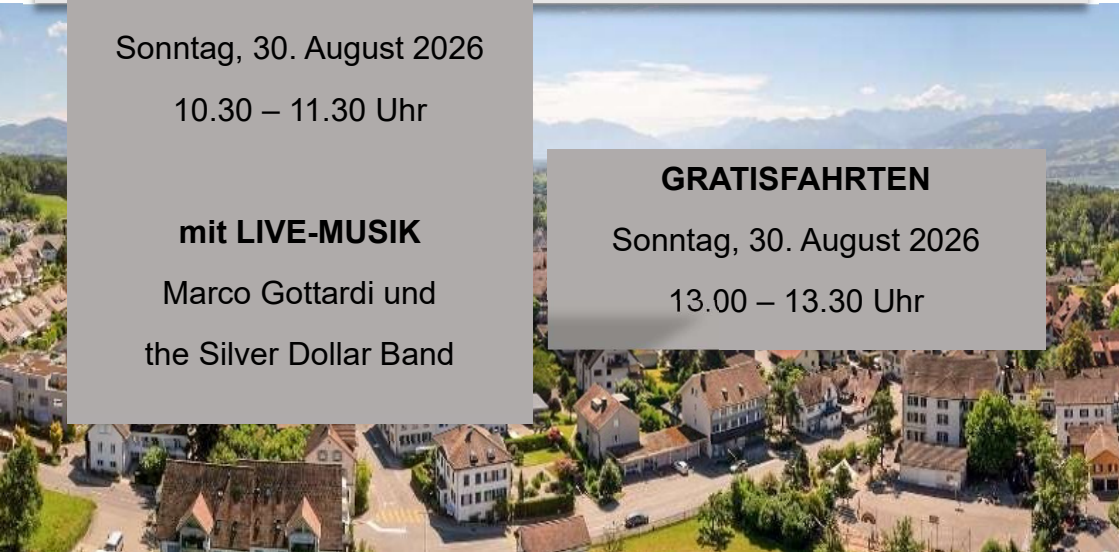 Sonntag, 30. August 2026
10.30 – 11.30 Uhr
mit LIVE-MUSIK
Marco Gottardi und
the Silver Dollar Band
GRATISFAHRTEN
Sonntag, 30. August 2026
13.00 – 13.30 Uhr